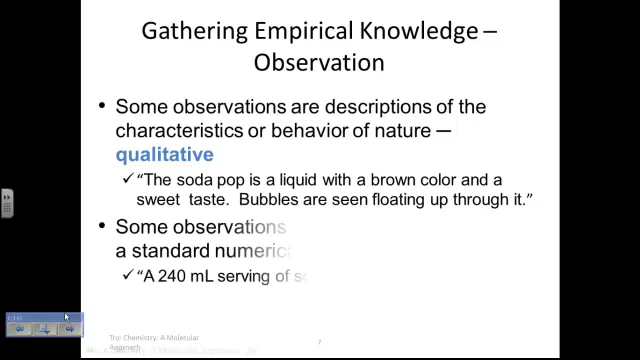 Gathering Empirical Knowledge –
Observation
• Some observations are descriptions of the
characteristics or behavior of nature —
qualitative
✓ “The soda pop is a liquid with a brown color and a
sweet taste. Bubbles are seen floating up through it.”
• Some observations
a standard numeric
✓ “A 240 mL serving of
Tro: Chemistry: A Molecular
Approach
7